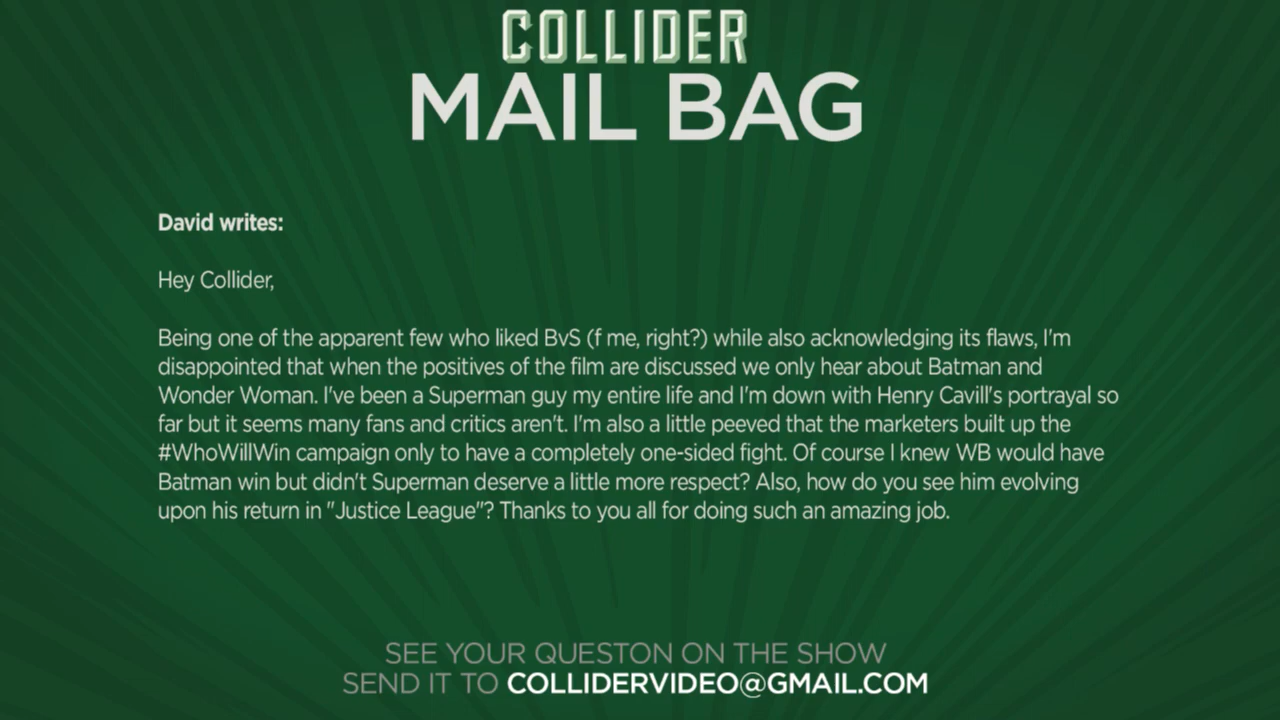 COLLIDER
MAIL BAG
David writes:
Hey Collider,
Being one of the apparent few who liked BvS (f me, right?) while also acknowledging its flaws, I'm
disappointed that when the positives of the film are discussed we only hear about Batman and
Wonder Woman. I've been a Superman guy my entire life and I'm down with Henry Cavill's portrayal so
far but it seems many fans and critics aren't. I'm also a little peeved that the marketers built up the
#WhoWillWin campaign only to have a completely one-sided fight. Of course I knew WB would have
Batman win but didn't Superman deserve a little more respect? Also, how do you see him evolving
upon his return in "Justice League"? Thanks to you all for doing such an amazing job.
SEE YOUR QUESTON ON THE SHOW
SEND IT TO COLLIDERVIDEO@GMAIL.COM